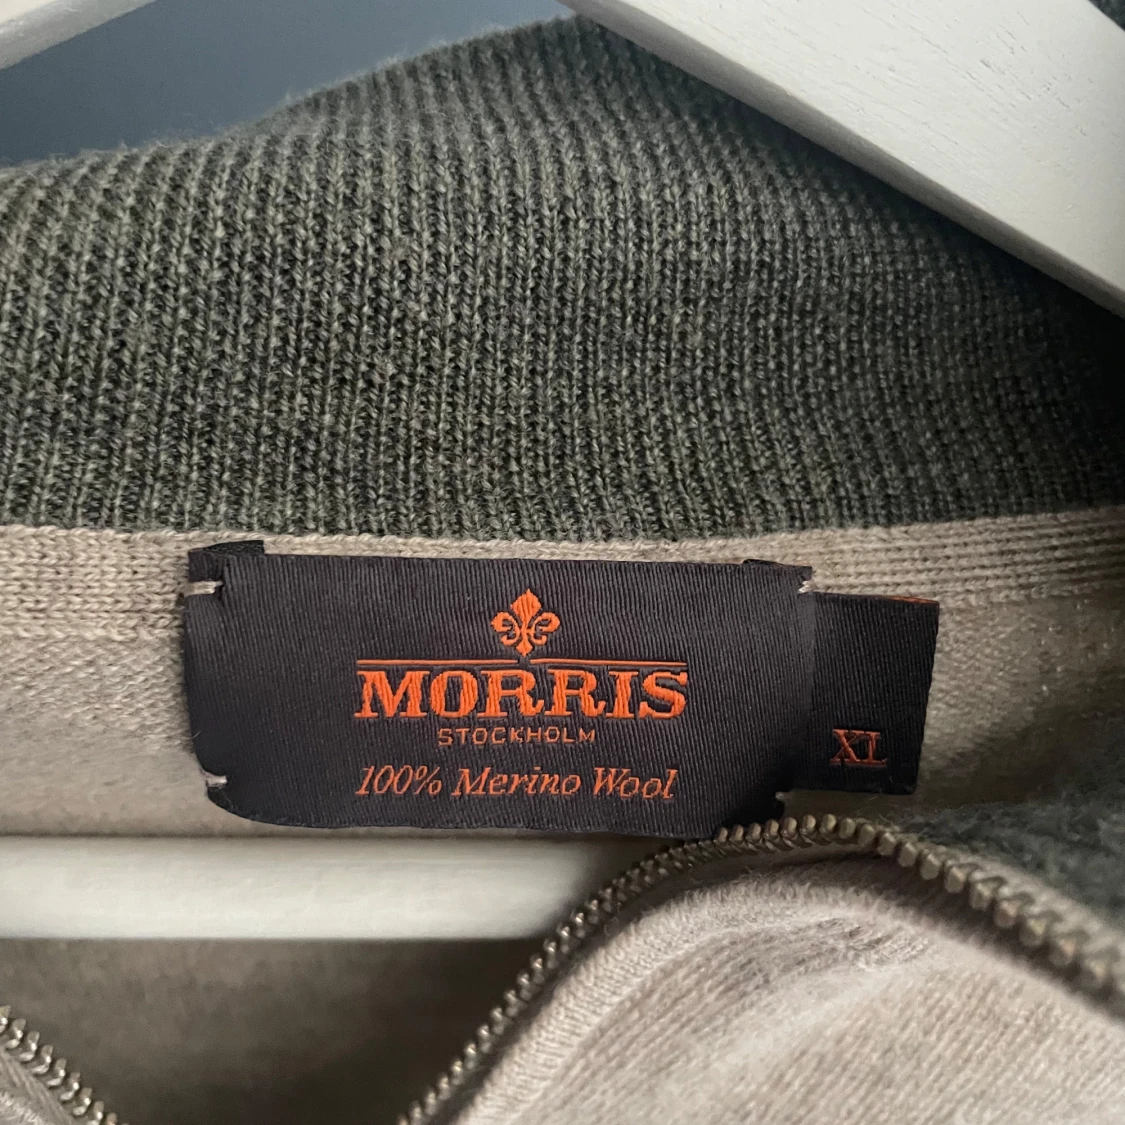 MORRIS
STOCKHOLM
100% Merino Wool
XL